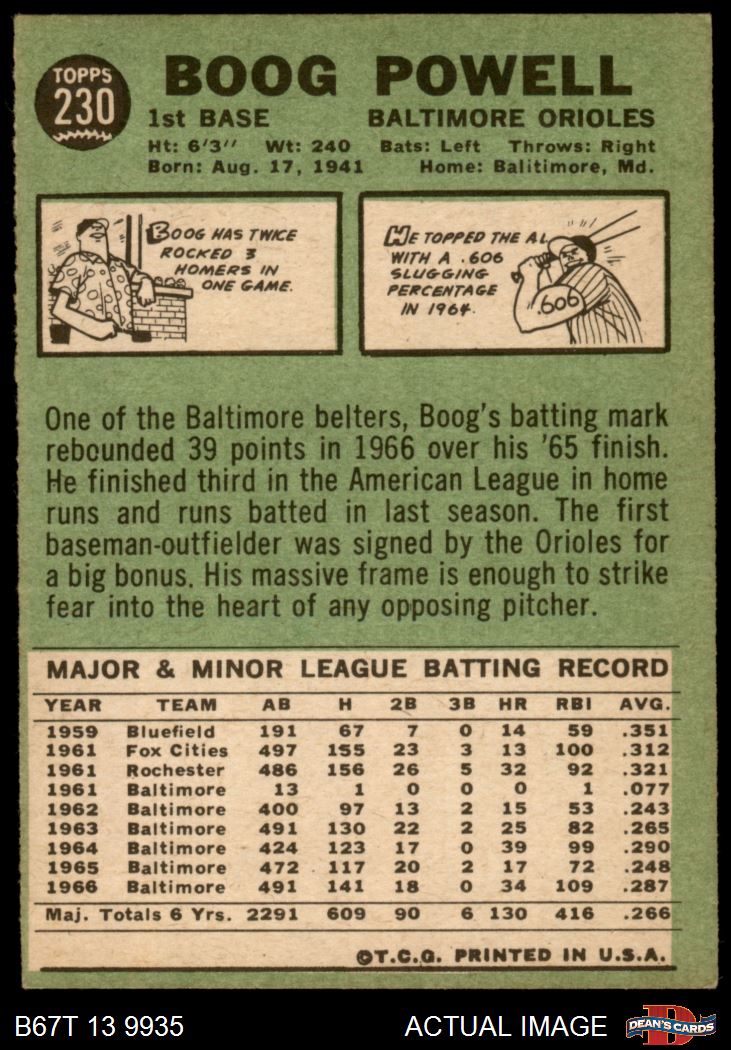 TOPPS
230
BOOG POWELL
1st BASE BALTIMORE ORIOLES
Ht: 6'3'' Wt: 240 Bats: Left Throws: Right
Born: Aug. 17, 1941 Home: Balitimore, Md.
BOOG HAS TWICE
ROCKED 3
HOMERS IN
ONE GAME.
HE TOPPED THE AL
WITH A .606
SLUGGING
PERCENTAGE
IN 1964.
.606
One of the Baltimore belters, Boog's batting mark
rebounded 39 points in 1966 over his '65 finish.
He finished third in the American League in home
runs and runs batted in last season. The first
baseman-outfielder was signed by the Orioles for
a big bonus. His massive frame is enough to strike
fear into the heart of any opposing pitcher.
MAJOR & MINOR LEAGUE BATTING RECORD
YEAR TEAM AB H 2B 3B HR RBI AVG.
1959 Bluefield 191 67 7 0 14 59 .351
1961 Fox Cities 497 155 23 3 13 100 .312
1961 Rochester 486 156 26 5 32 92 .321
1961 Baltimore 13 1 0 0 0 1 .077
1962 Baltimore 400 97 13 2 15 53 .243
1963 Baltimore 491 130 22 2 25 82 .265
1964 Baltimore 424 123 17 0 39 99 .290
1965 Baltimore 472 117 20 2 17 72 .248
1966 Baltimore 491 141 18 0 34 109 .287
Maj. Totals 6 Yrs. 2291 609 90 6 130 416 .266
©T.C.G. PRINTED IN U.S.A.
B67T 13 9935 ACTUAL IMAGE DEAN'S CARDS